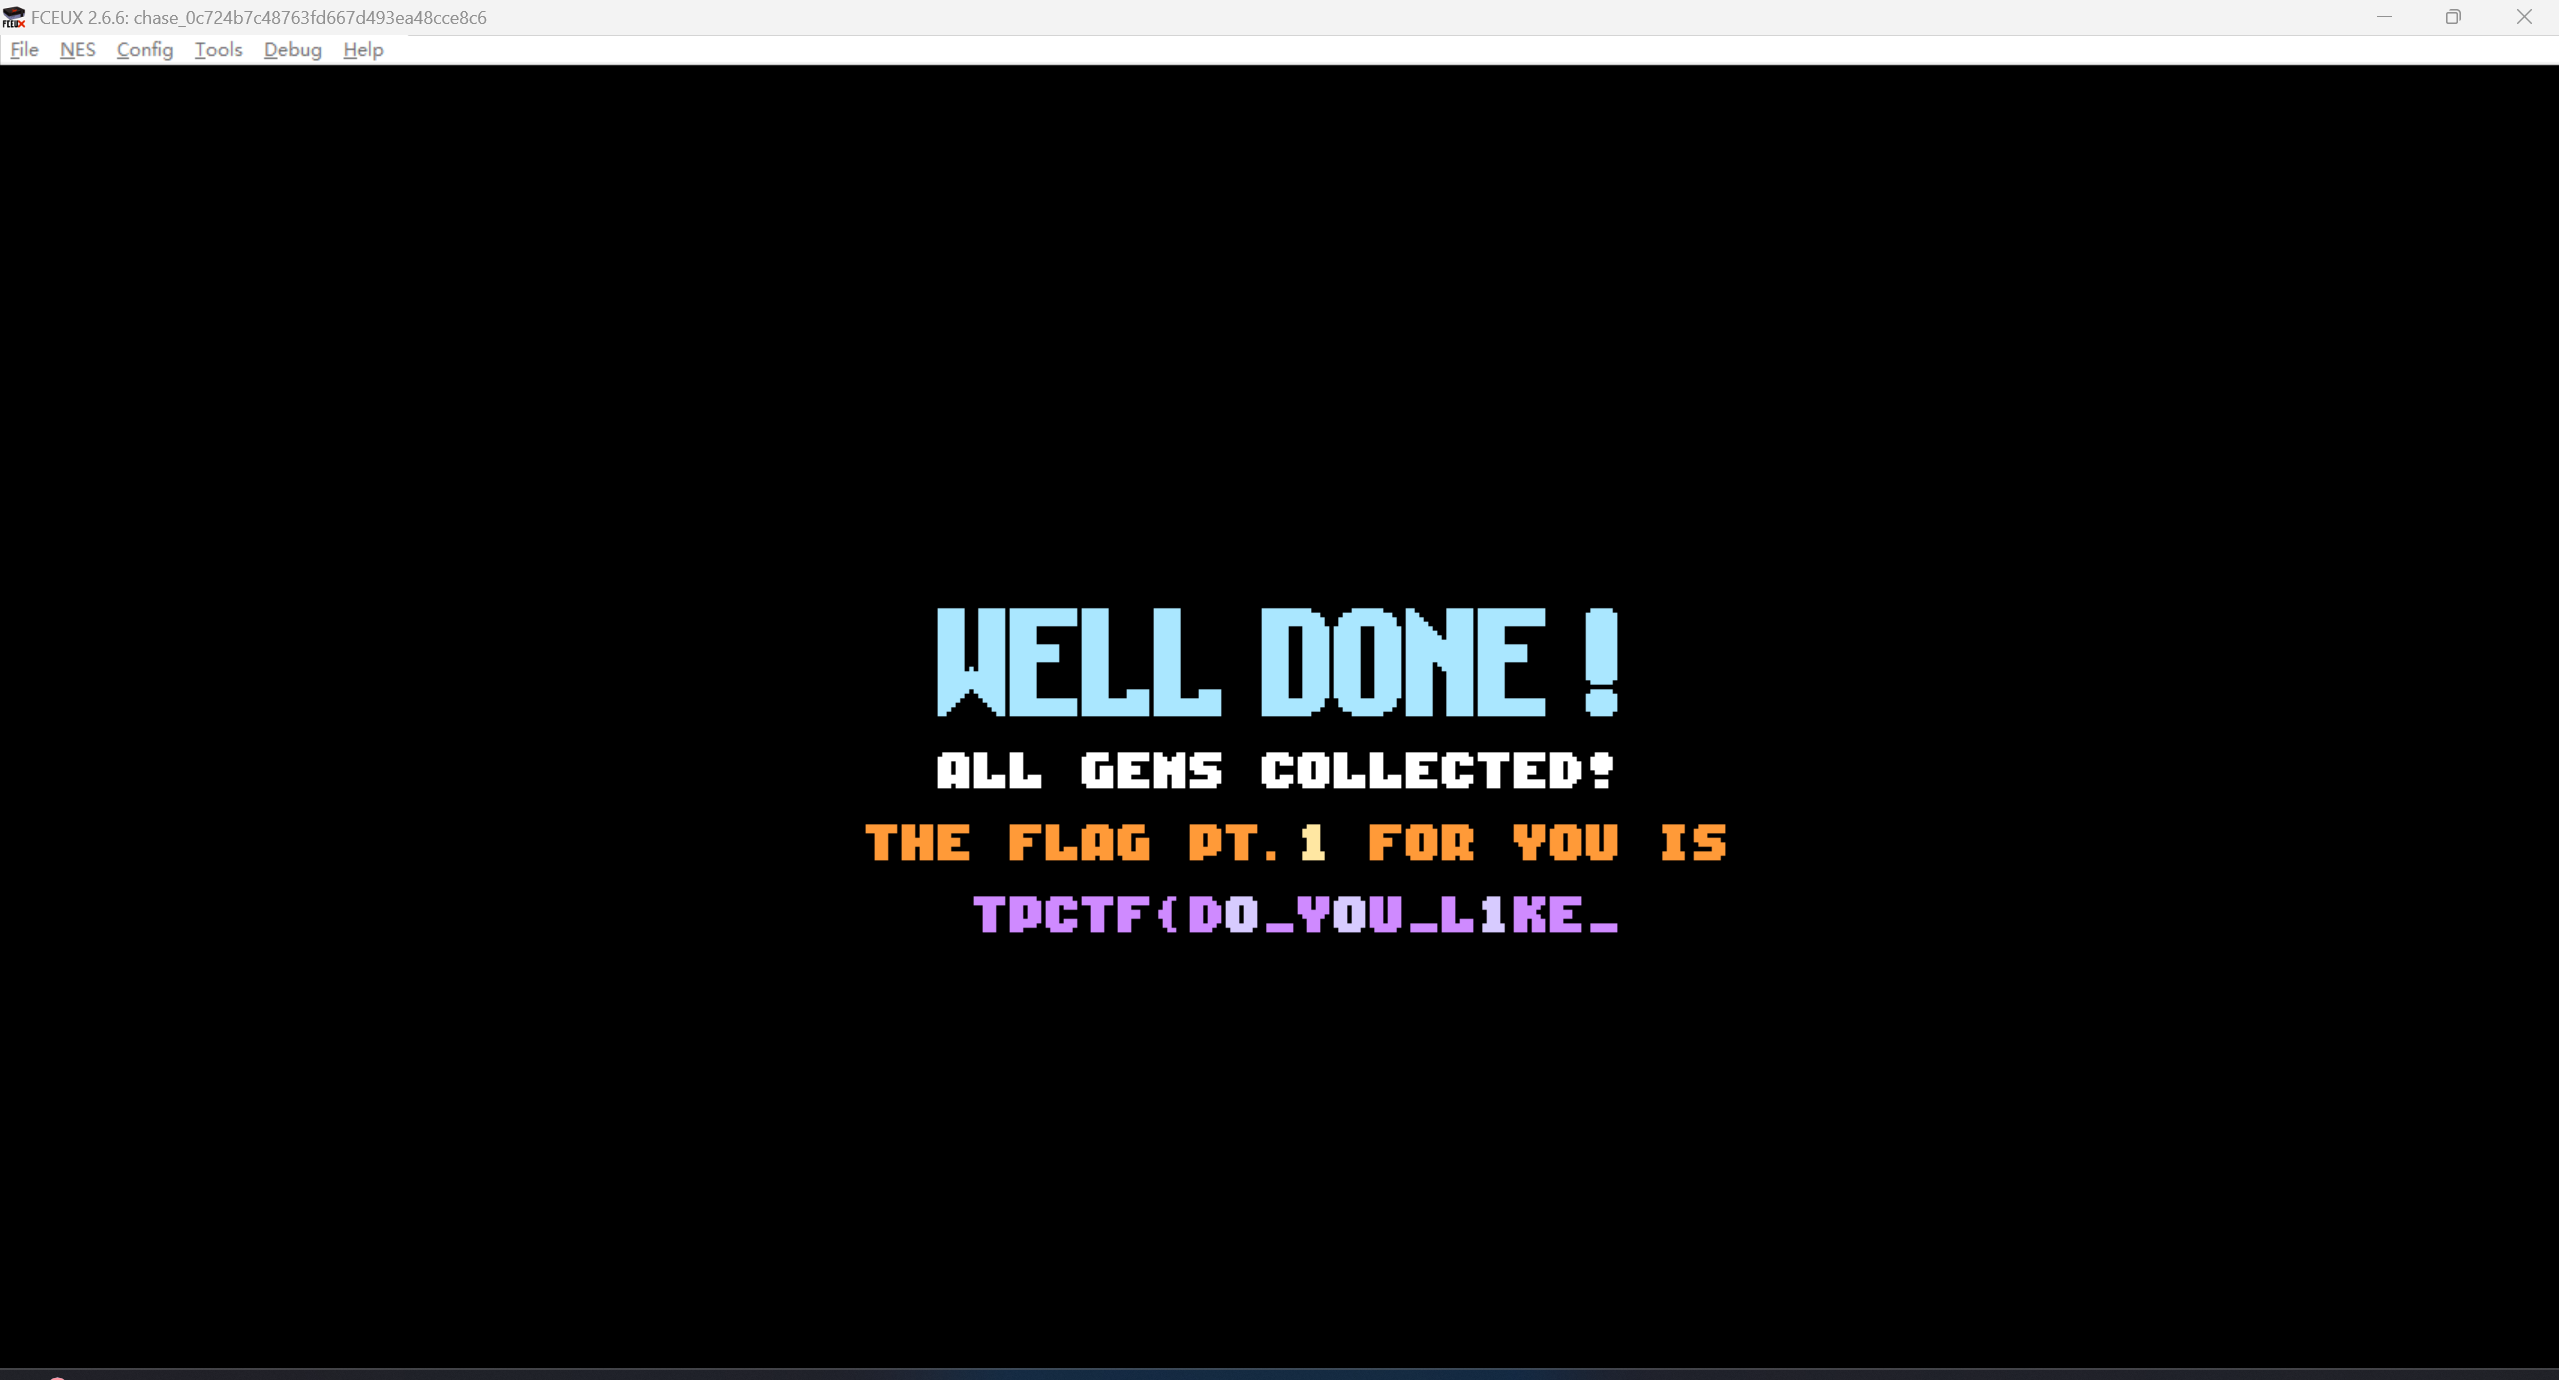 FCEUX 2.6.6: chase_0c724b7c48763fd667d493ea48cce8c6
File NES Config Tools Debug Help
WELL DONE!
ALL GEMS COLLECTED!
THE FLAG PT. 1 FOR YOU IS
TPCTF{D0_Y0U_L1KE_